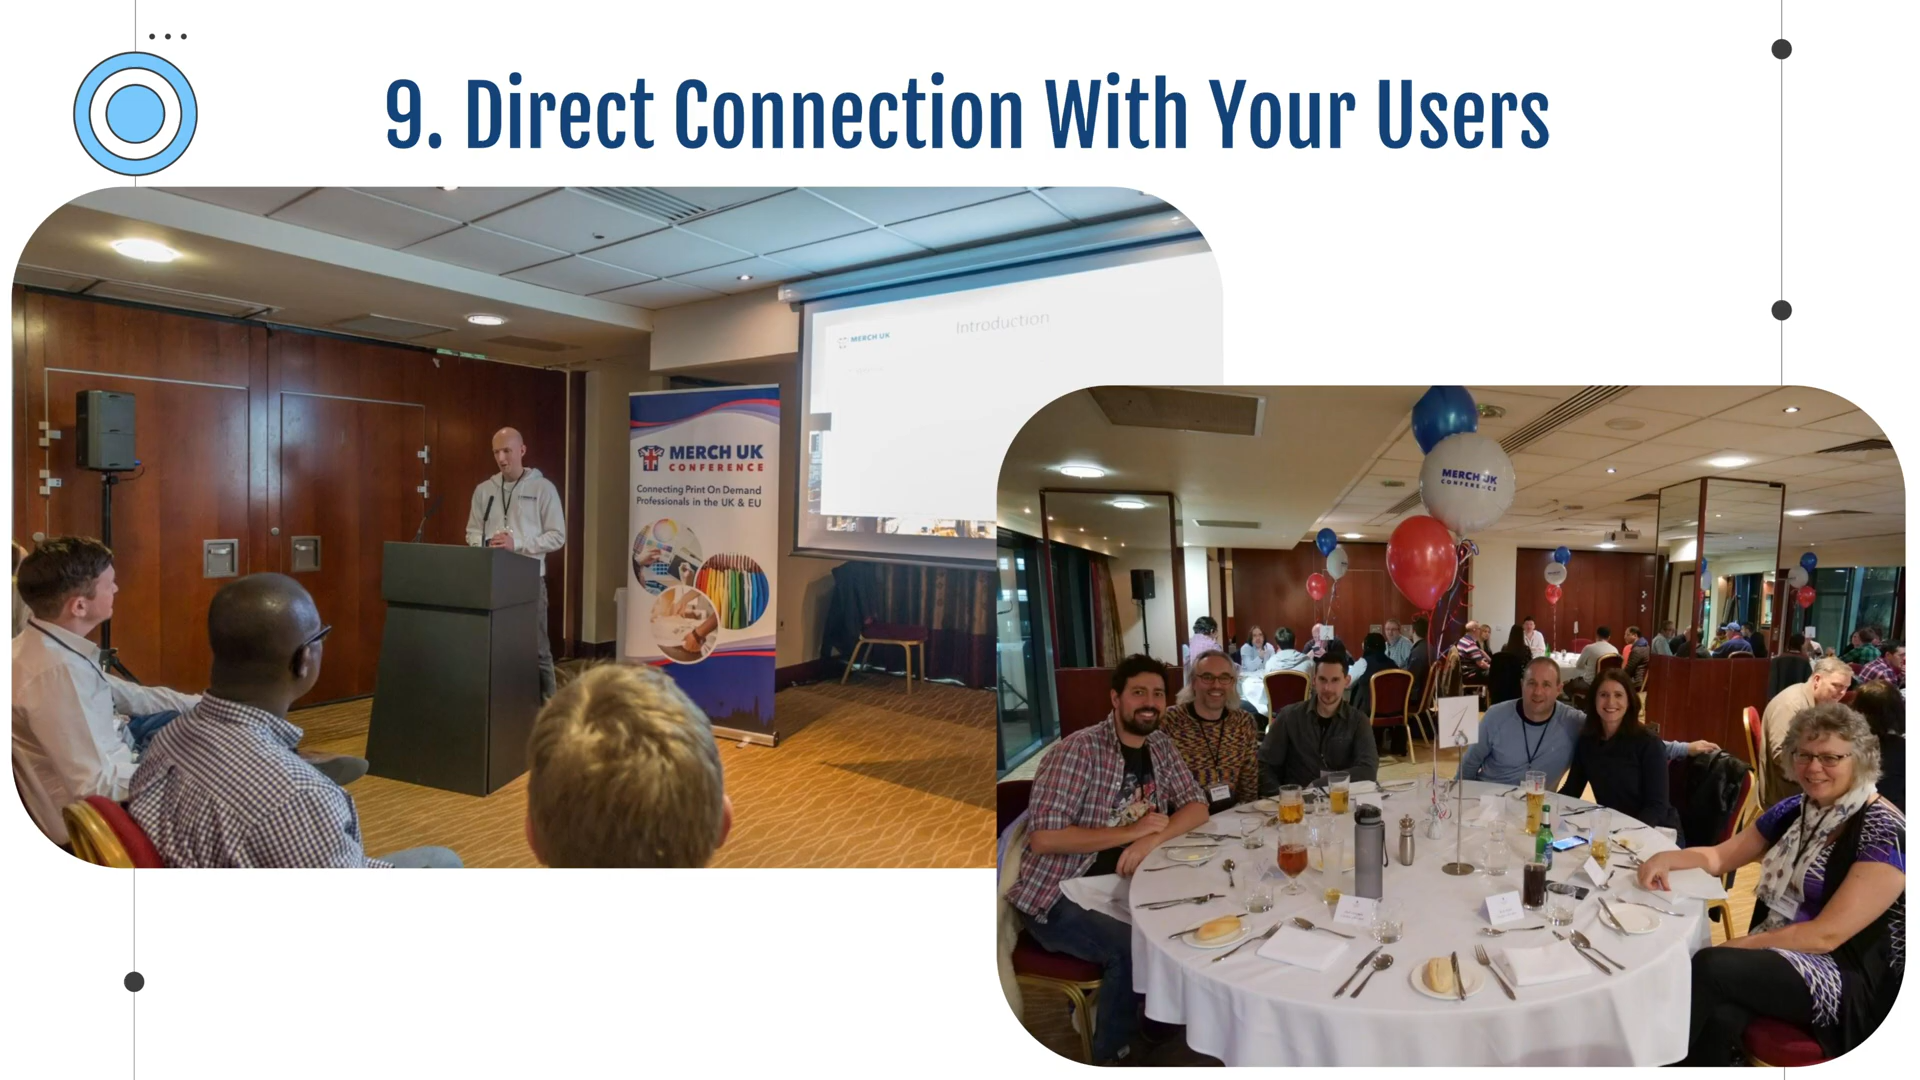 9. Direct Connection With Your Users
Introduction
MERCH UK
MERCH UK
CONFERENCE
Connecting Print On Demand
Professionals in the UK & EU
MERCH UK
CONFERENCE